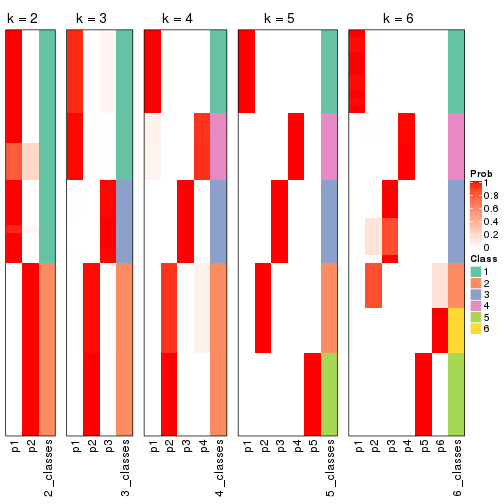 k = 2
k = 3
k = 4
k = 5
k = 6
Prob
1
0.8
0.6
0.4
0.2
0
Class
1
2
3
4
5
6
p1
p2
2_classes
p1
p2
p3
3_classes
p1
p2
p3
p4
4_classes
p1
p2
p3
p4
p5
5_classes
p1
p2
p3
p4
p5
p6
6_classes